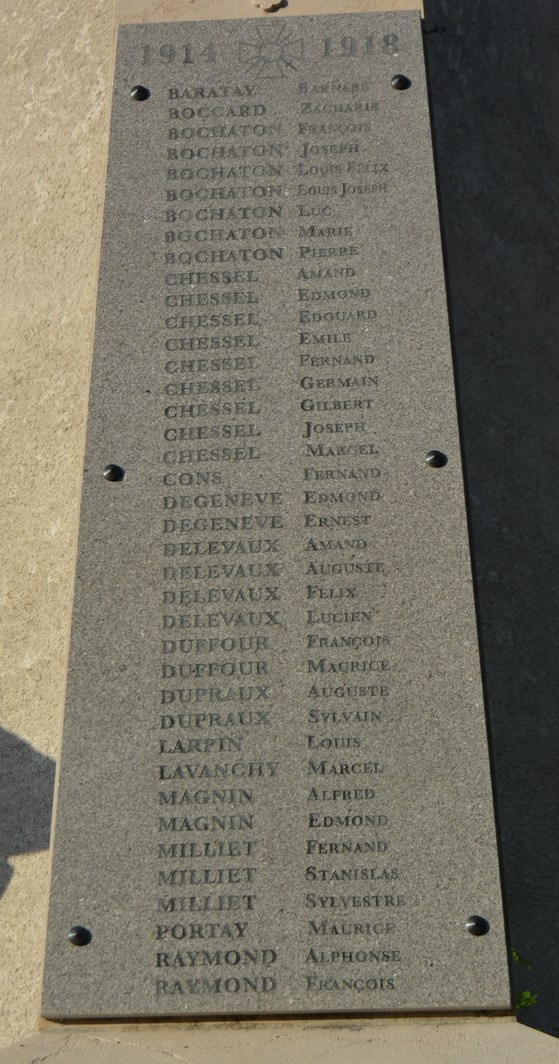 1914 1918
BARATAY BARNABE
BOCCARD ZACHARIE
BOCHATON FRANÇOIS
BOCHATON JOSEPH
BOCHATON LOUIS FELIX
BOCHATON LOUIS JOSEPH
BOCHATON LUC
BOCHATON MARIE
BOCHATON PIERRE
CHESSEL AMAND
CHESSEL EDMOND
CHESSEL EDOUARD
CHESSEL EMILE
CHESSEL FERNAND
CHESSEL GERMAIN
CHESSEL GILBERT
CHESSEL JOSEPH
CHESSEL MARCEL
CONS FERNAND
DEGENEVE EDMOND
DEGENEVE ERNEST
DELEVAUX AMAND
DELEVAUX AUGUSTE
DELEVAUX FELIX
DELEVAUX LUCIEN
DUFFOUR FRANÇOIS
DUFFOUR MAURICE
DUPRAUX AUGUSTE
DUPRAUX SYLVAIN
LARPIN LOUIS
LAVANCHY MARCEL
MAGNIN ALFRED
MAGNIN EDMOND
MILLIET FERNAND
MILLIET STANISLAS
MILLIET SYLVESTRE
PORTAY MAURICE
RAYMOND ALPHONSE
RAYMOND FRANÇOIS